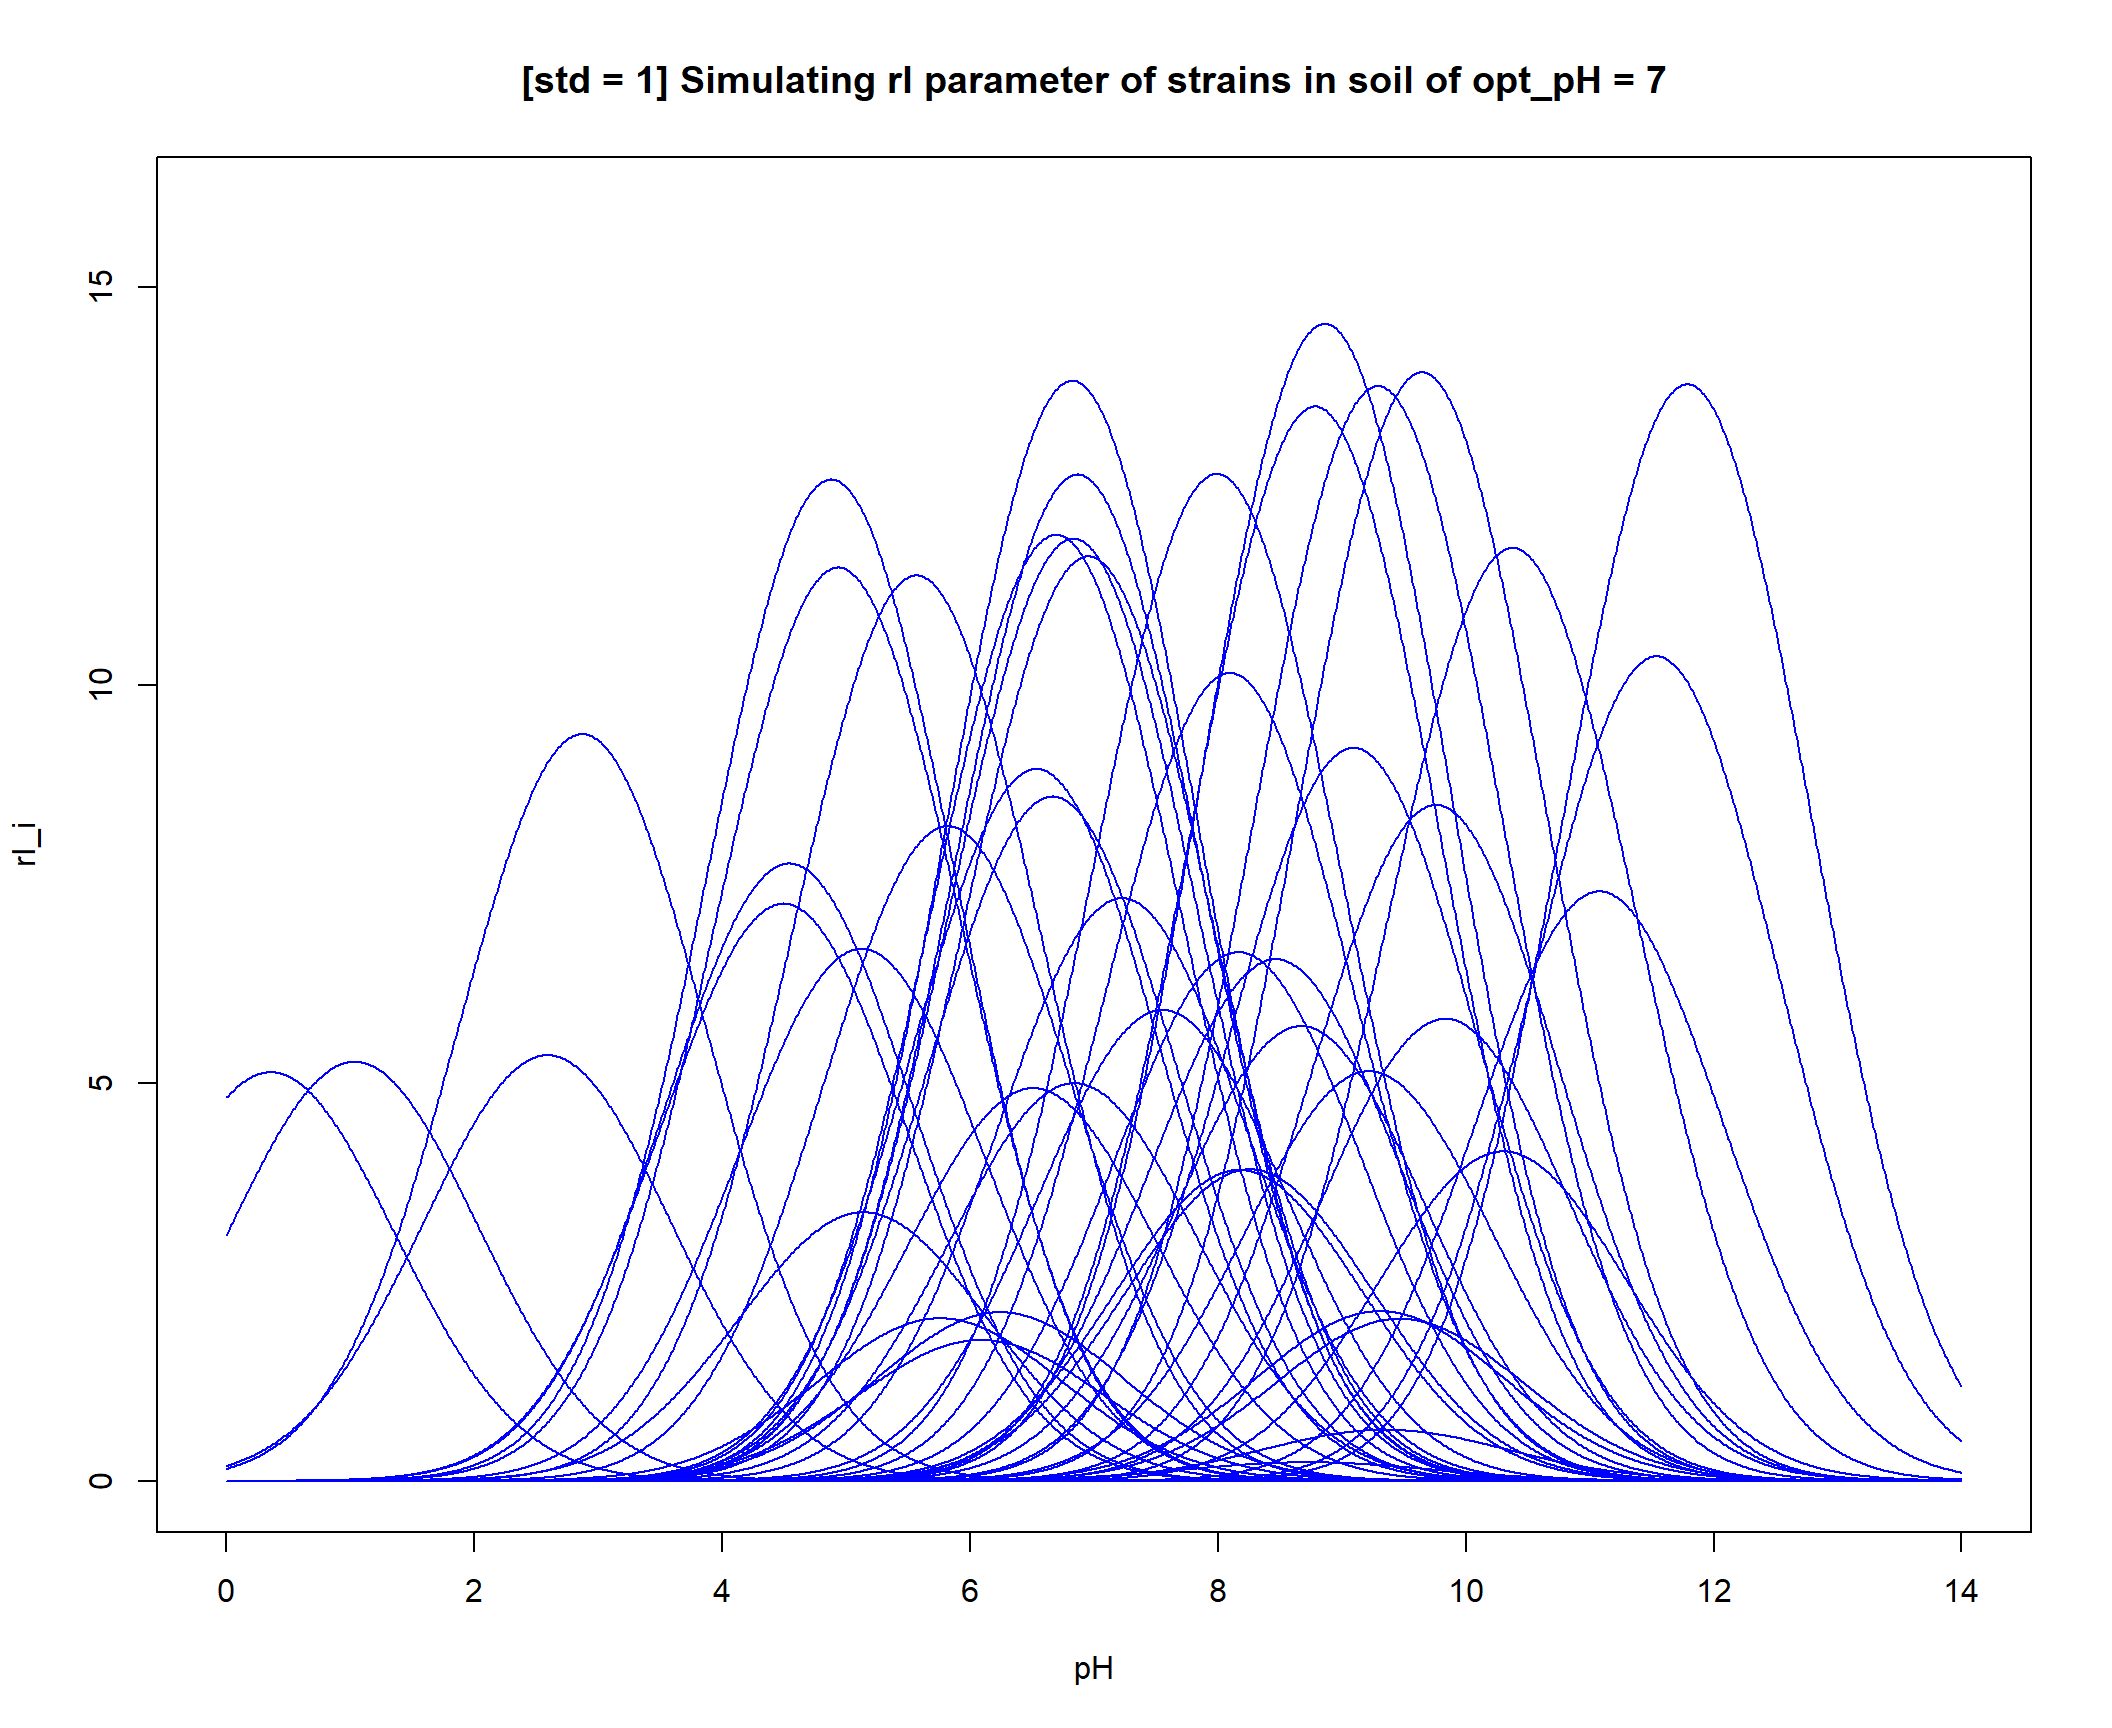 [std = 1] Simulating rl parameter of strains in soil of opt_pH = 7
15
10
5
0
rl_i
0 2 4 6 8 10 12 14
pH